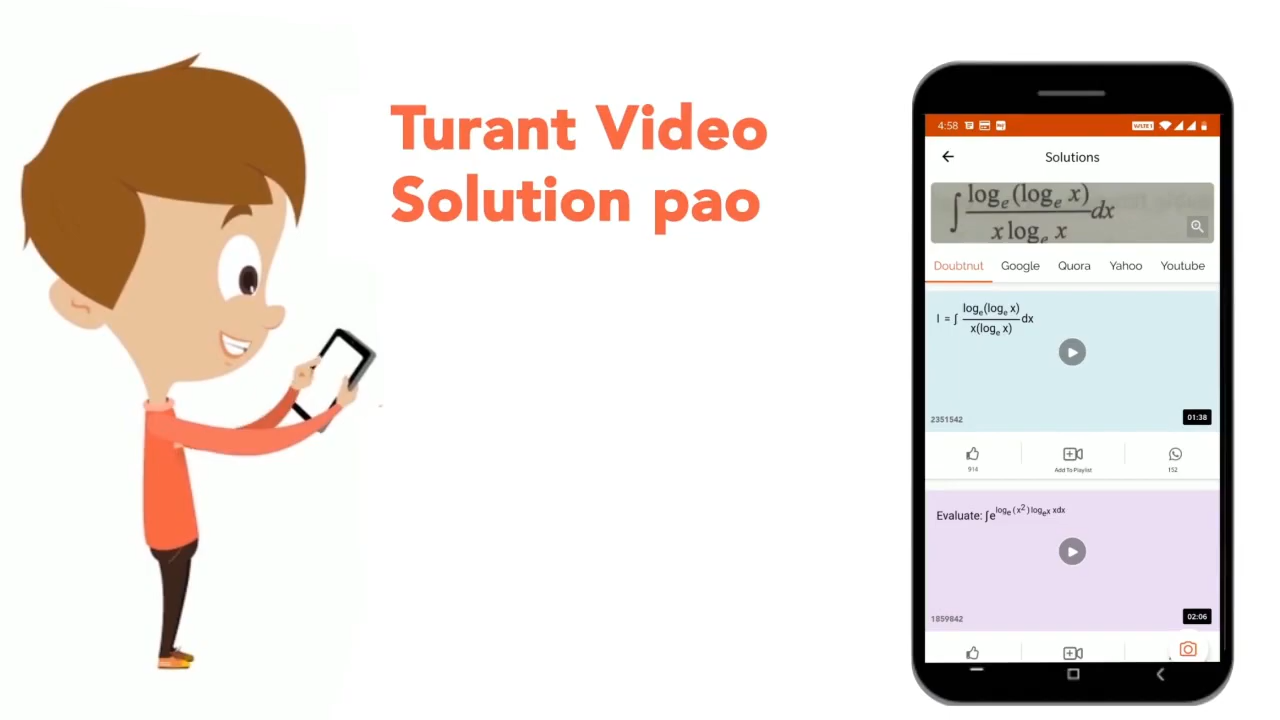 Turant Video
Solution pao
4:58
VoLTE1
Solutions
∫ logₑ(logₑ x) / x logₑ x dx
Doubtnut Google Quora Yahoo Youtube
I = ∫ logₑ(logₑ x) / x(logₑ x) dx
2351542 01:38
914 Add To Playlist 152
Evaluate: ∫e^logₑ(x²)logₑx xdx
1859842 02:06